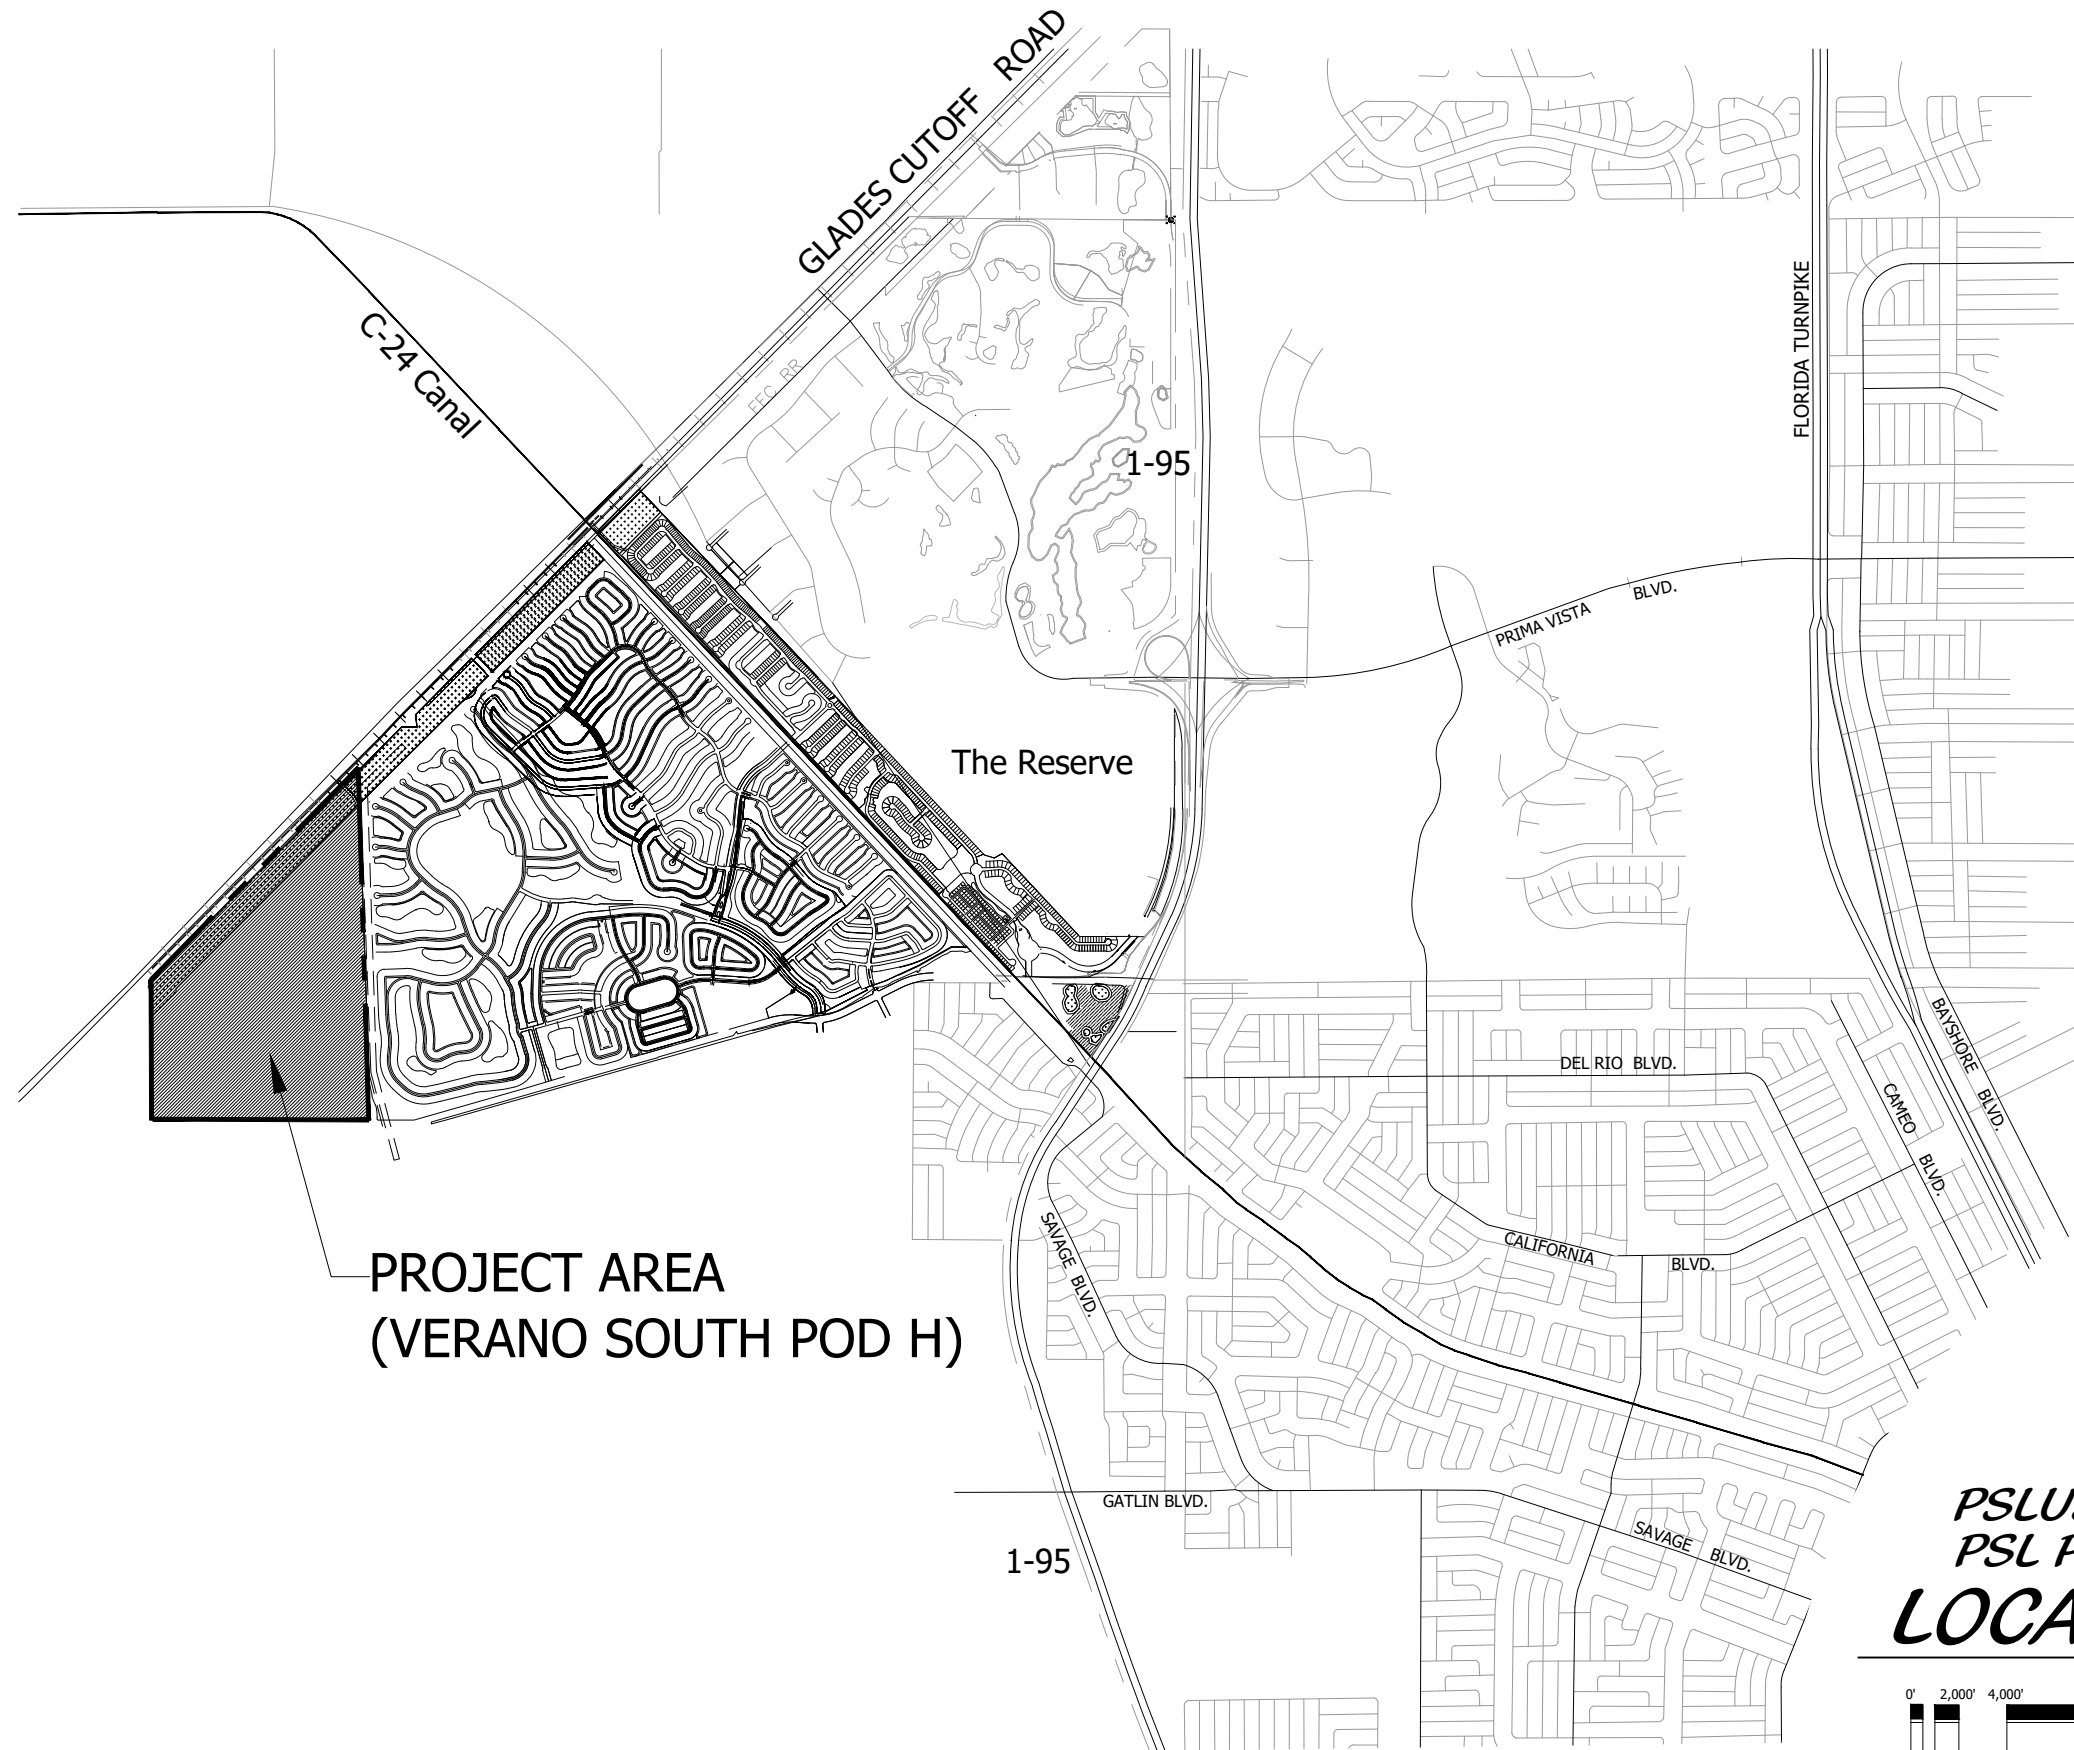 GLADES CUTOFF ROAD
C-24 Canal
FLORIDA TURNPIKE
RR
1-95
PRIMA VISTA BLVD.
The Reserve
BAYSHORE BLVD.
DEL RIO BLVD.
CAMEO BLVD.
PROJECT AREA
(VERANO SOUTH POD H)
SAVAGE BLVD.
CALIFORNIA BLVD.
GATLIN BLVD.
SAVAGE BLVD.
1-95
PSL P
LOCA
0' 2,000' 4,000'